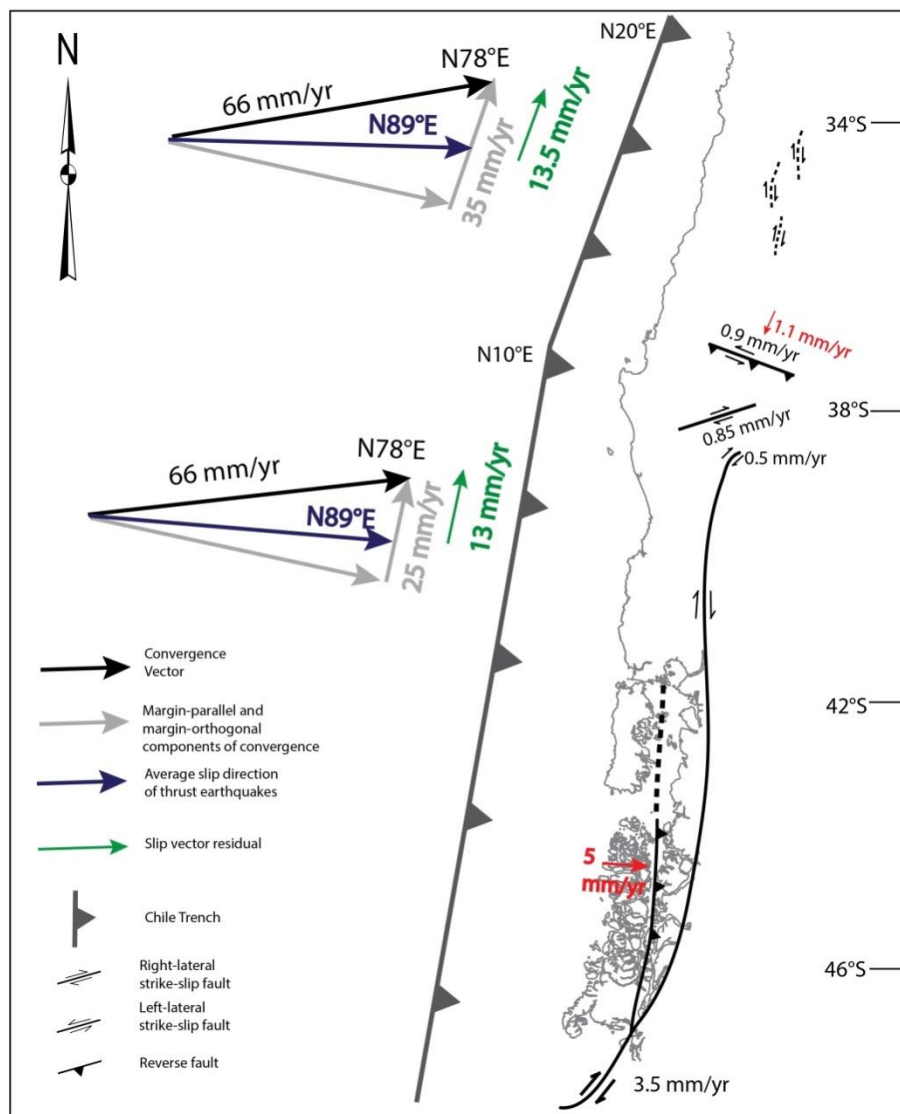 N
N20°E
N78°E
66 mm/yr
N89°E
35 mm/yr
13.5 mm/yr
34°S
1.1 mm/yr
0.9 mm/yr
N10°E
38°S
0.85 mm/yr
0.5 mm/yr
N78°E
66 mm/yr
N89°E
25 mm/yr
13 mm/yr
Convergence
Vector
Margin-parallel and
margin-orthogonal
components of convergence
Average slip direction
of thrust earthquakes
Slip vector residual
Chile Trench
Right-lateral
strike-slip fault
Left-lateral
strike-slip fault
Reverse fault
42°S
5
mm/yr
46°S
3.5 mm/yr